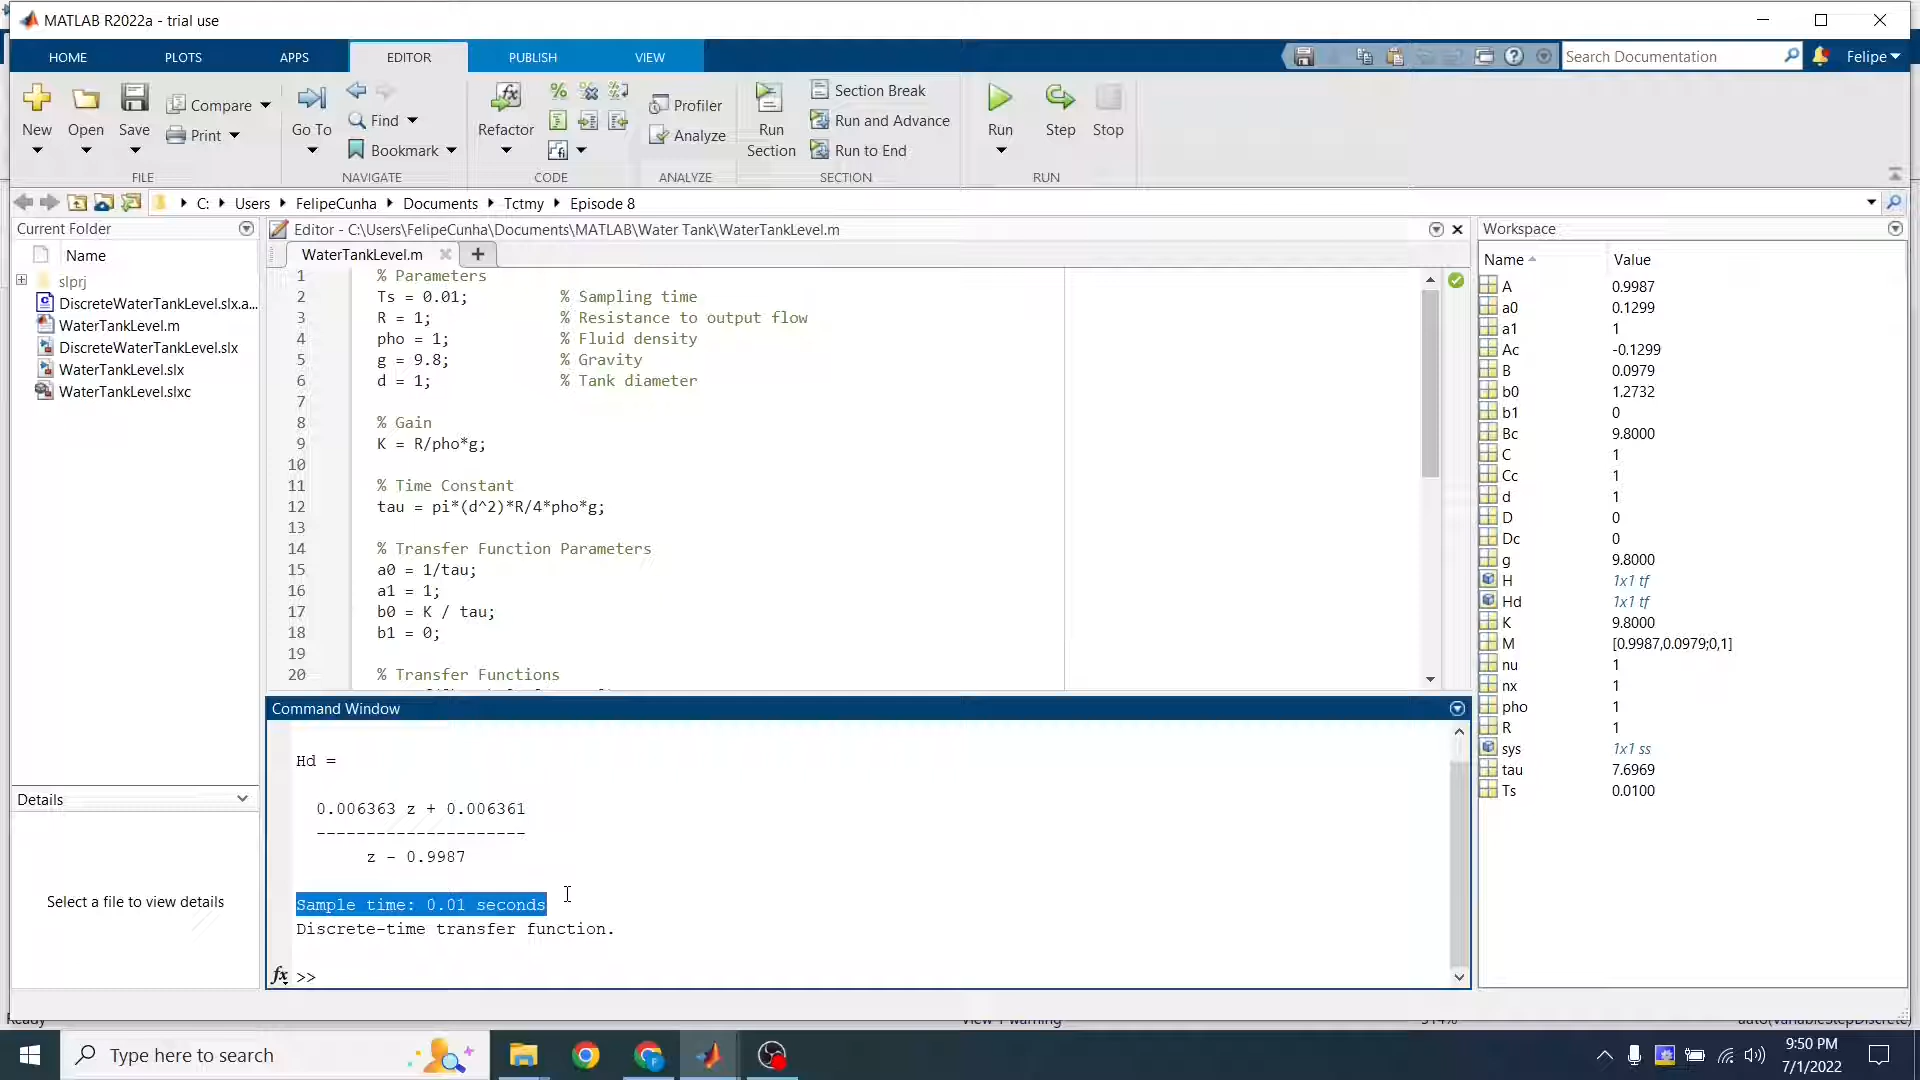 MATLAB R2022a - trial use
HOME PLOTS APPS EDITOR PUBLISH VIEW
Search Documentation
Felipe
New
Open
Save
Compare
Print
FILE
Go To
Find
Bookmark
NAVIGATE
Refactor
CODE
Profiler
Analyze
ANALYZE
Run Section
Section Break
Run and Advance
Run to End
SECTION
Run
Step
Stop
RUN
C: Users FelipeCunha Documents Tctmy Episode 8
Current Folder
Name
slprj
DiscreteWaterTankLevel.slx.a...
WaterTankLevel.m
DiscreteWaterTankLevel.slx
WaterTankLevel.slx
WaterTankLevel.slxc
Details
Select a file to view details
Editor - C:\Users\FelipeCunha\Documents\MATLAB\Water Tank\WaterTankLevel.m
WaterTankLevel.m
1 % Parameters
2 Ts = 0.01; % Sampling time
3 R = 1; % Resistance to output flow
4 pho = 1; % Fluid density
5 g = 9.8; % Gravity
6 d = 1; % Tank diameter
7
8 % Gain
9 K = R/pho*g;
10
11 % Time Constant
12 tau = pi*(d^2)*R/4*pho*g;
13
14 % Transfer Function Parameters
15 a0 = 1/tau;
16 a1 = 1;
17 b0 = K / tau;
18 b1 = 0;
19
20 % Transfer Functions
Command Window
Hd =
0.006363 z + 0.006361
---------------------
z - 0.9987
Sample time: 0.01 seconds
Discrete-time transfer function.
fx >>
Workspace
Name Value
A 0.9987
a0 0.1299
a1 1
Ac -0.1299
B 0.0979
b0 1.2732
b1 0
Bc 9.8000
C 1
Cc 1
d 1
D 0
Dc 0
g 9.8000
H 1x1 tf
Hd 1x1 tf
K 9.8000
M [0.9987,0.0979;0,1]
nu 1
nx 1
pho 1
R 1
sys 1x1 ss
tau 7.6969
Ts 0.0100
Type here to search
9:50 PM
7/1/2022